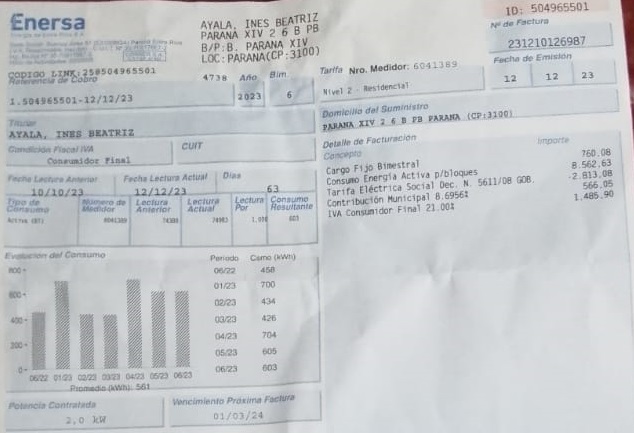 Enersa
ID: 504965501
AYALA, INES BEATRIZ
PARANA XIV 2 6 B PB
B/P:B. PARANA XIV
LOC:PARANA(CP:3100)
Nº de Factura
231210126987
Fecha de Emisión
12 12 23
CODIGO LINK:250504965501
Referencia de Cobro
4738 Año Bim.
1.504965501-12/12/23
2023 6
Tarifa Nro. Medidor: 6041389
Nivel 2 - Residencial
Titular
AYALA, INES BEATRIZ
Domicilio del Suministro
PARANA XIV 2 6 B PB PARANA (CP:3100)
Condición Fiscal IVA
CUIT
Consumidor Final
Detalle de Facturación
Concepto Importe
Cargo Fijo Bimestral 760,08
Consumo Energía Activa p/bloques 8.562,63
Tarifa Eléctrica Social Dec. N. 5611/08 GOB. -2.813,08
Contribución Municipal 8.6956% 566,05
IVA Consumidor Final 21.00% 1.485,90
Fecha Lectura Anterior Fecha Lectura Actual Días
10/10/23 12/12/23 63
Tipo de Consumo Número de Medidor Lectura Anterior Lectura Actual Lectura Por Consumo Resultante
6041389 603
Evolución del Consumo
Período Csmo (kWh)
06/22 458
01/23 700
02/23 434
03/23 426
04/23 704
05/23 605
06/23 603
800
600
400
200
0
06/22 01/23 02/23 03/23 04/23 05/23 06/23
Promedio (kWh): 561
Potencia Contratada
2,0 kW
Vencimiento Próxima Factura
01/03/24